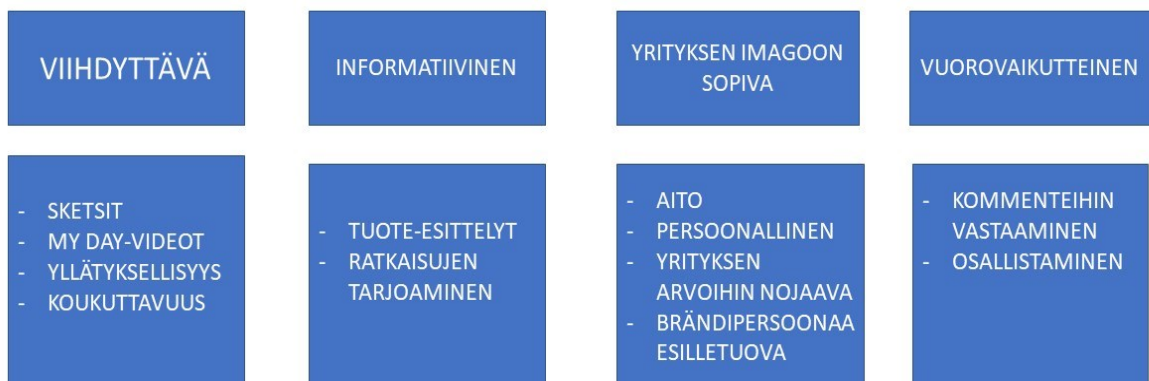 VIIHDYTTÄVÄ
INFORMATIIVINEN
YRITYKSEN IMAGOON
SOPIVA
VUOROVAIKUTTEINEN
- SKETSIT
- MY DAY-VIDEOT
- YLLÄTYKSELLISYYS
- KOUKUTTAVUUS
- TUOTE-ESITTELYT
- RATKAISUJEN
TARJOAMINEN
- AITO
- PERSOONALLINEN
- YRITYKSEN
ARVOIHIN NOJAAVA
- BRÄNDIPERSOONAA
ESILLETUOVA
- KOMMENTEIHIN
VASTAAMINEN
- OSALLISTAMINEN